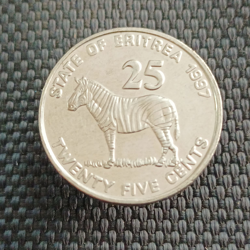 STATE OF ERITREA 1997
25
TWENTY FIVE CENTS